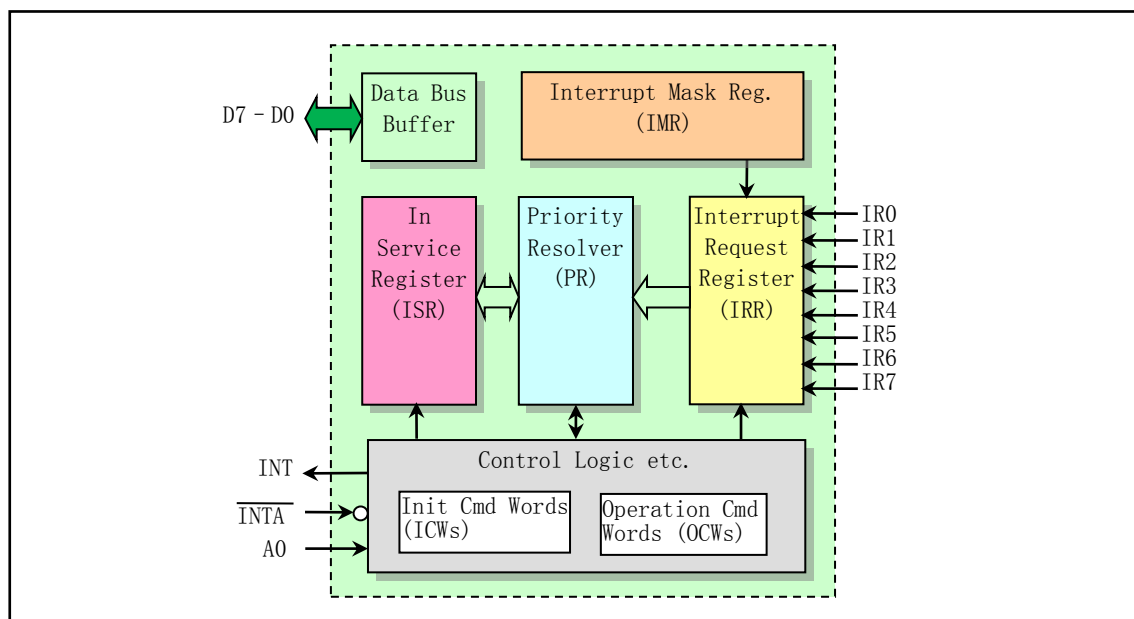 Data Bus
Buffer
Interrupt Mask Reg.
(IMR)
D7 - D0
In
Service
Register
(ISR)
Priority
Resolver
(PR)
Interrupt
Request
Register
(IRR)
IR0
IR1
IR2
IR3
IR4
IR5
IR6
IR7
Control Logic etc.
INT
INTA
A0
Init Cmd Words
(ICWs)
Operation Cmd
Words (OCWs)